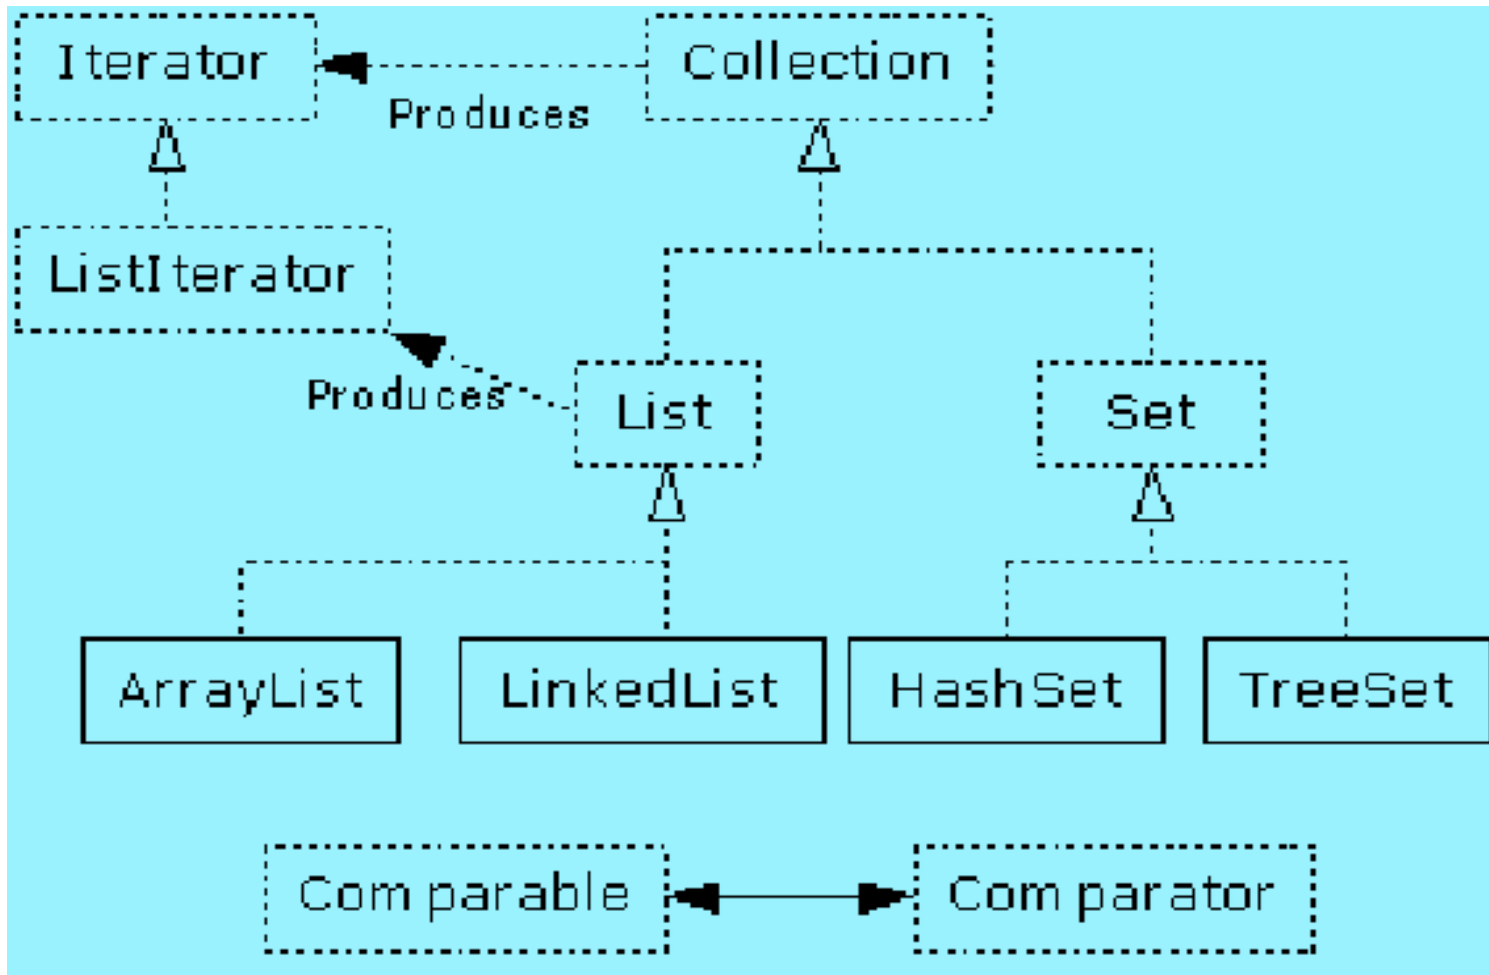 Iterator
Collection
Produces
ListIterator
Produces
List
Set
ArrayList
LinkedList
HashSet
TreeSet
Comparable
Comparator